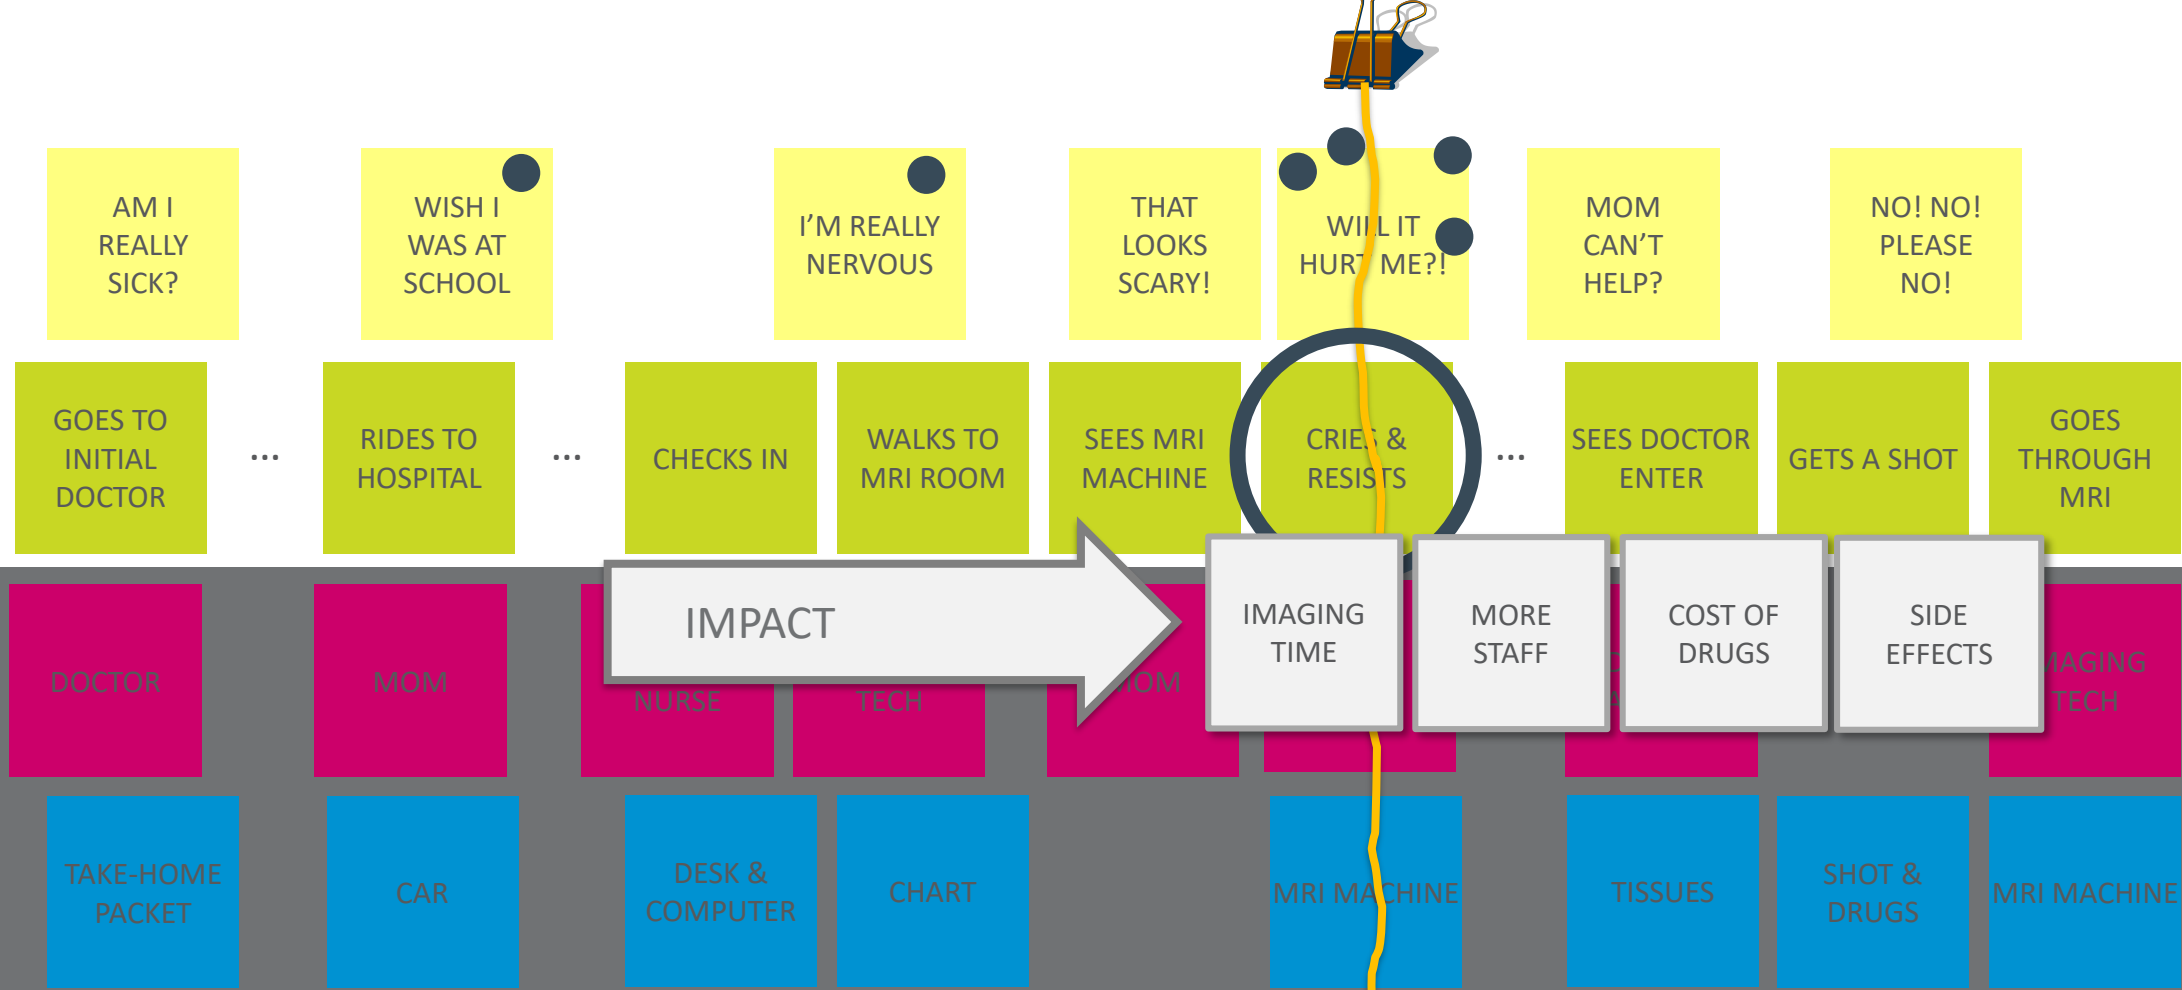 AM I
REALLY
SICK?
WISH I
WAS AT
SCHOOL
I'M REALLY
NERVOUS
THAT
LOOKS
SCARY!
WILL IT
HURT ME?!
MOM
CAN'T
HELP?
NO! NO!
PLEASE
NO!
GOES TO
INITIAL
DOCTOR
...
RIDES TO
HOSPITAL
...
CHECKS IN
WALKS TO
MRI ROOM
SEES MRI
MACHINE
CRIES &
RESISTS
...
SEES DOCTOR
ENTER
GETS A SHOT
GOES
THROUGH
MRI
DOCTOR
MOM
NURSE
TECH
MOM
IMPACT
IMAGING
TIME
MORE
STAFF
COST OF
DRUGS
SIDE
EFFECTS
IMAGING
TECH
TAKE-HOME
PACKET
CAR
DESK &
COMPUTER
CHART
MRI MACHINE
TISSUES
SHOT &
DRUGS
MRI MACHINE